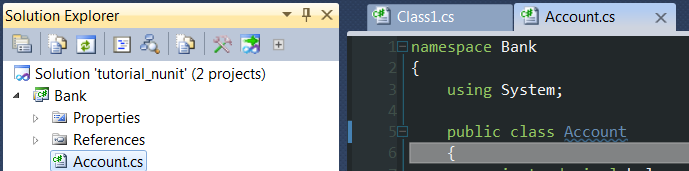 Solution Explorer
Solution 'tutorial_nunit' (2 projects)
Bank
Properties
References
Account.cs
Class1.cs
Account.cs
1 namespace Bank
2 {
3 using System;
4
5 public class Account
6 {